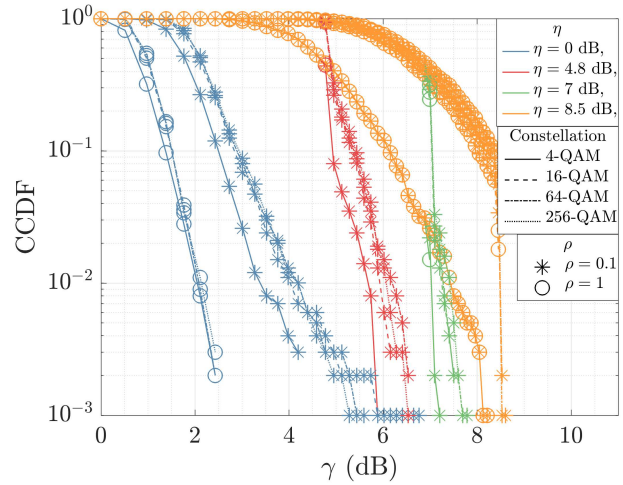 10^0
10^-1
10^-2
10^-3
CCDF
0
2
4
6
8
10
γ (dB)
η
η = 0 dB,
η = 4.8 dB,
η = 7 dB,
η = 8.5 dB,
Constellation
4-QAM
16-QAM
64-QAM
256-QAM
ρ
ρ = 0.1
ρ = 1